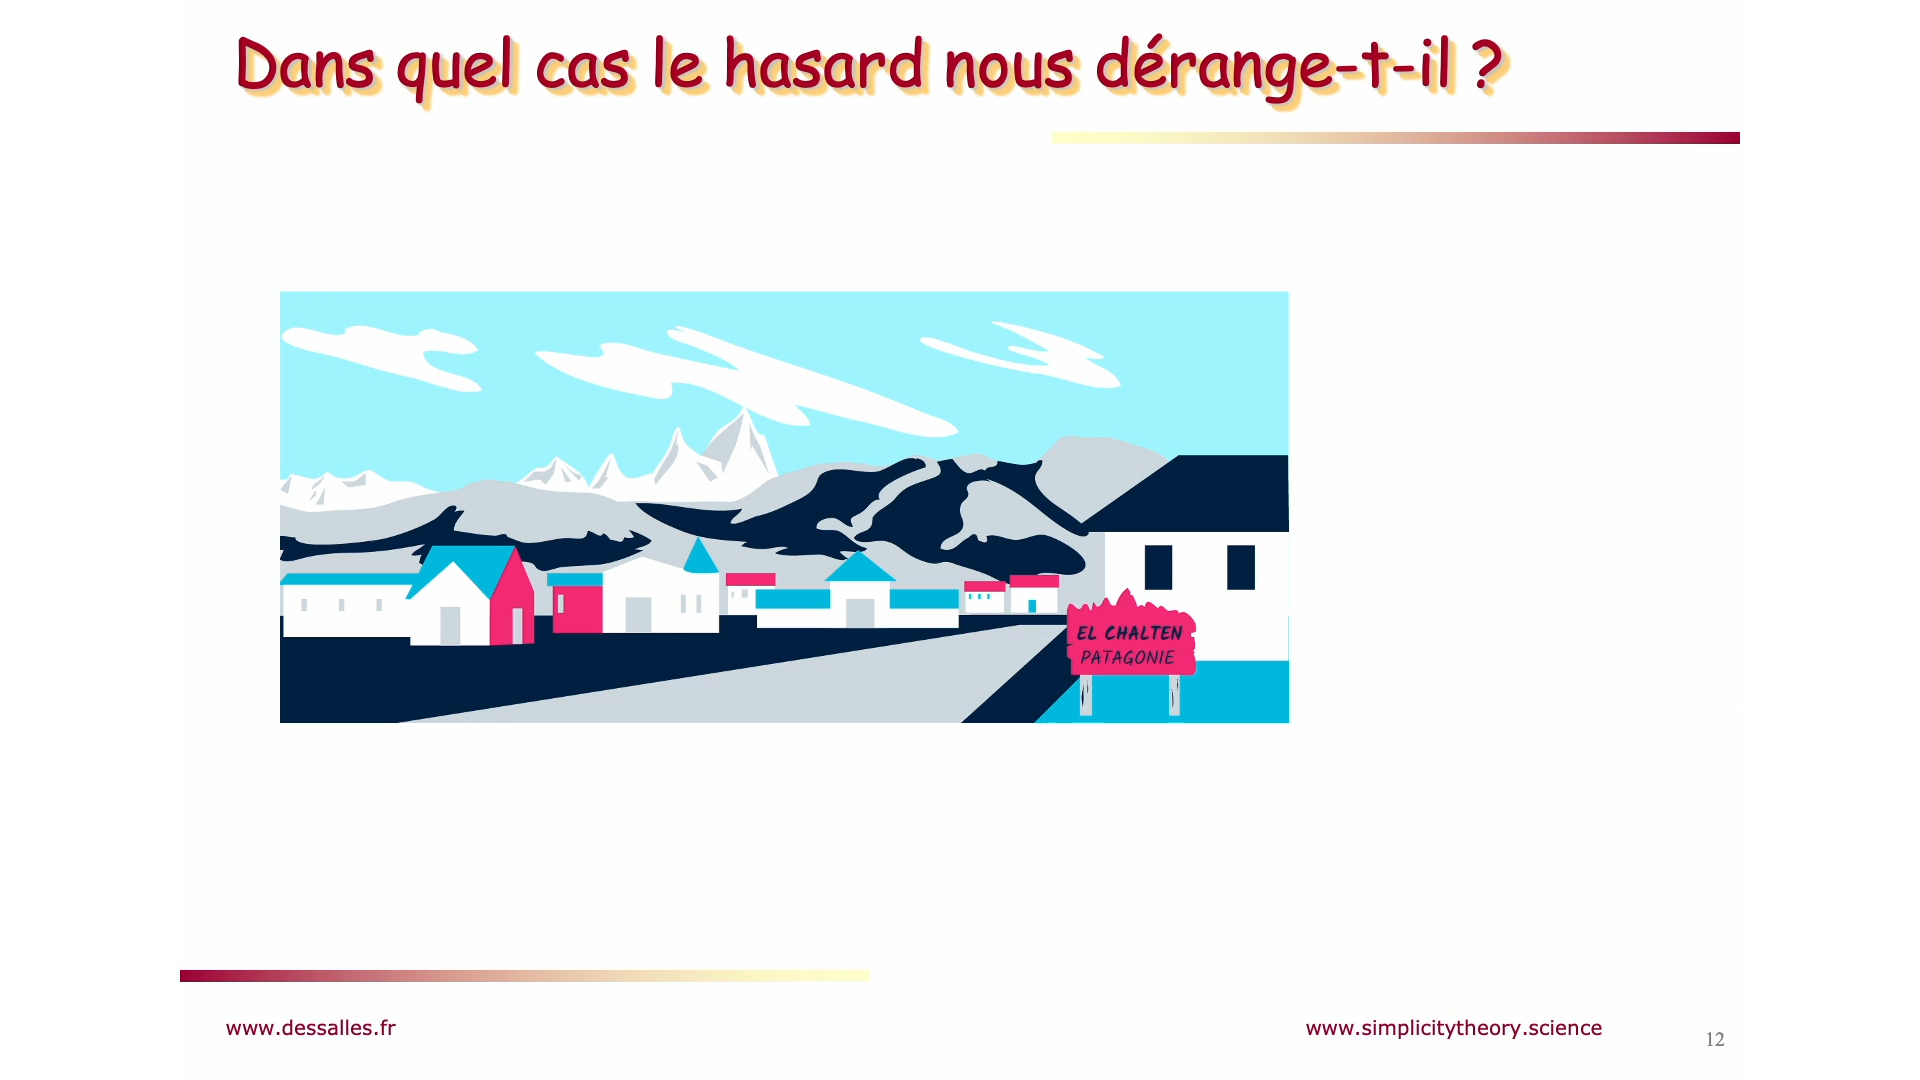 Dans quel cas le hasard nous dérange-t-il ?
EL CHALTEN
PATAGONIE
www.dessalles.fr
www.simplicitytheory.science
12